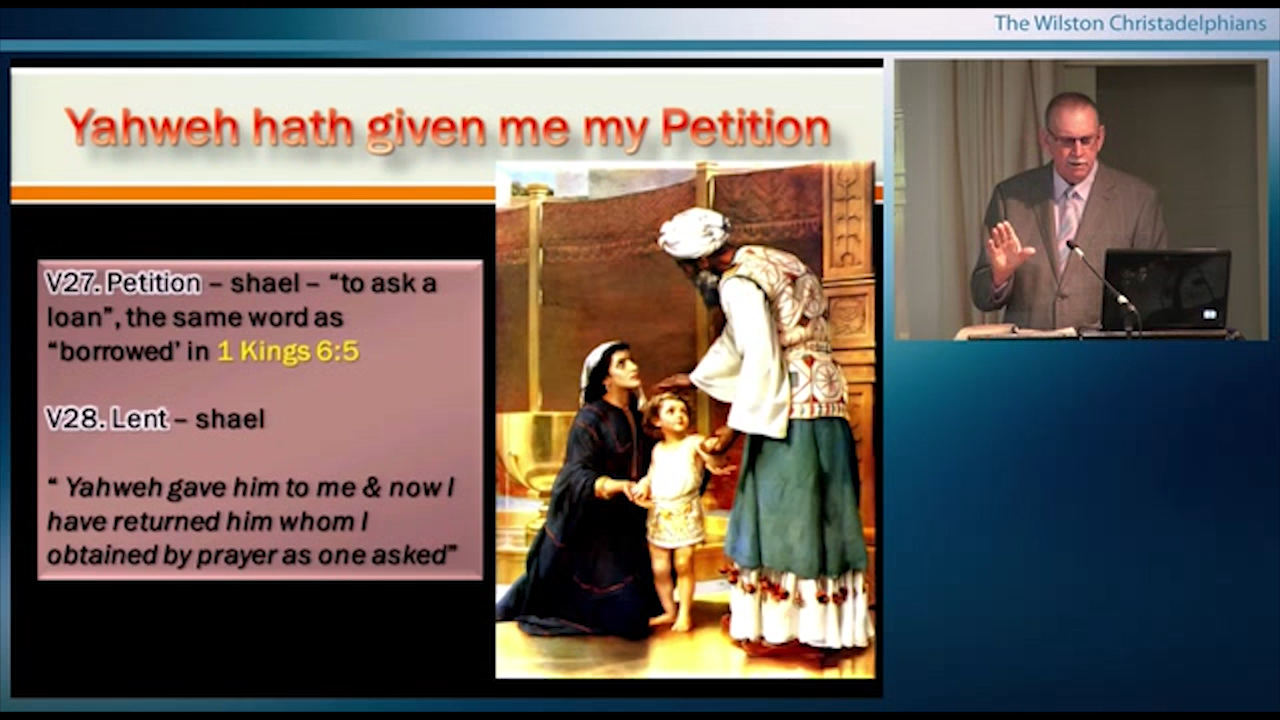 The Wilston Christadelphians
Yahweh hath given me my Petition
V27. Petition – shael – “to ask a
loan”, the same word as
“borrowed’ in 1 Kings 6:5
V28. Lent – shael
“ Yahweh gave him to me & now I
have returned him whom I
obtained by prayer as one asked”